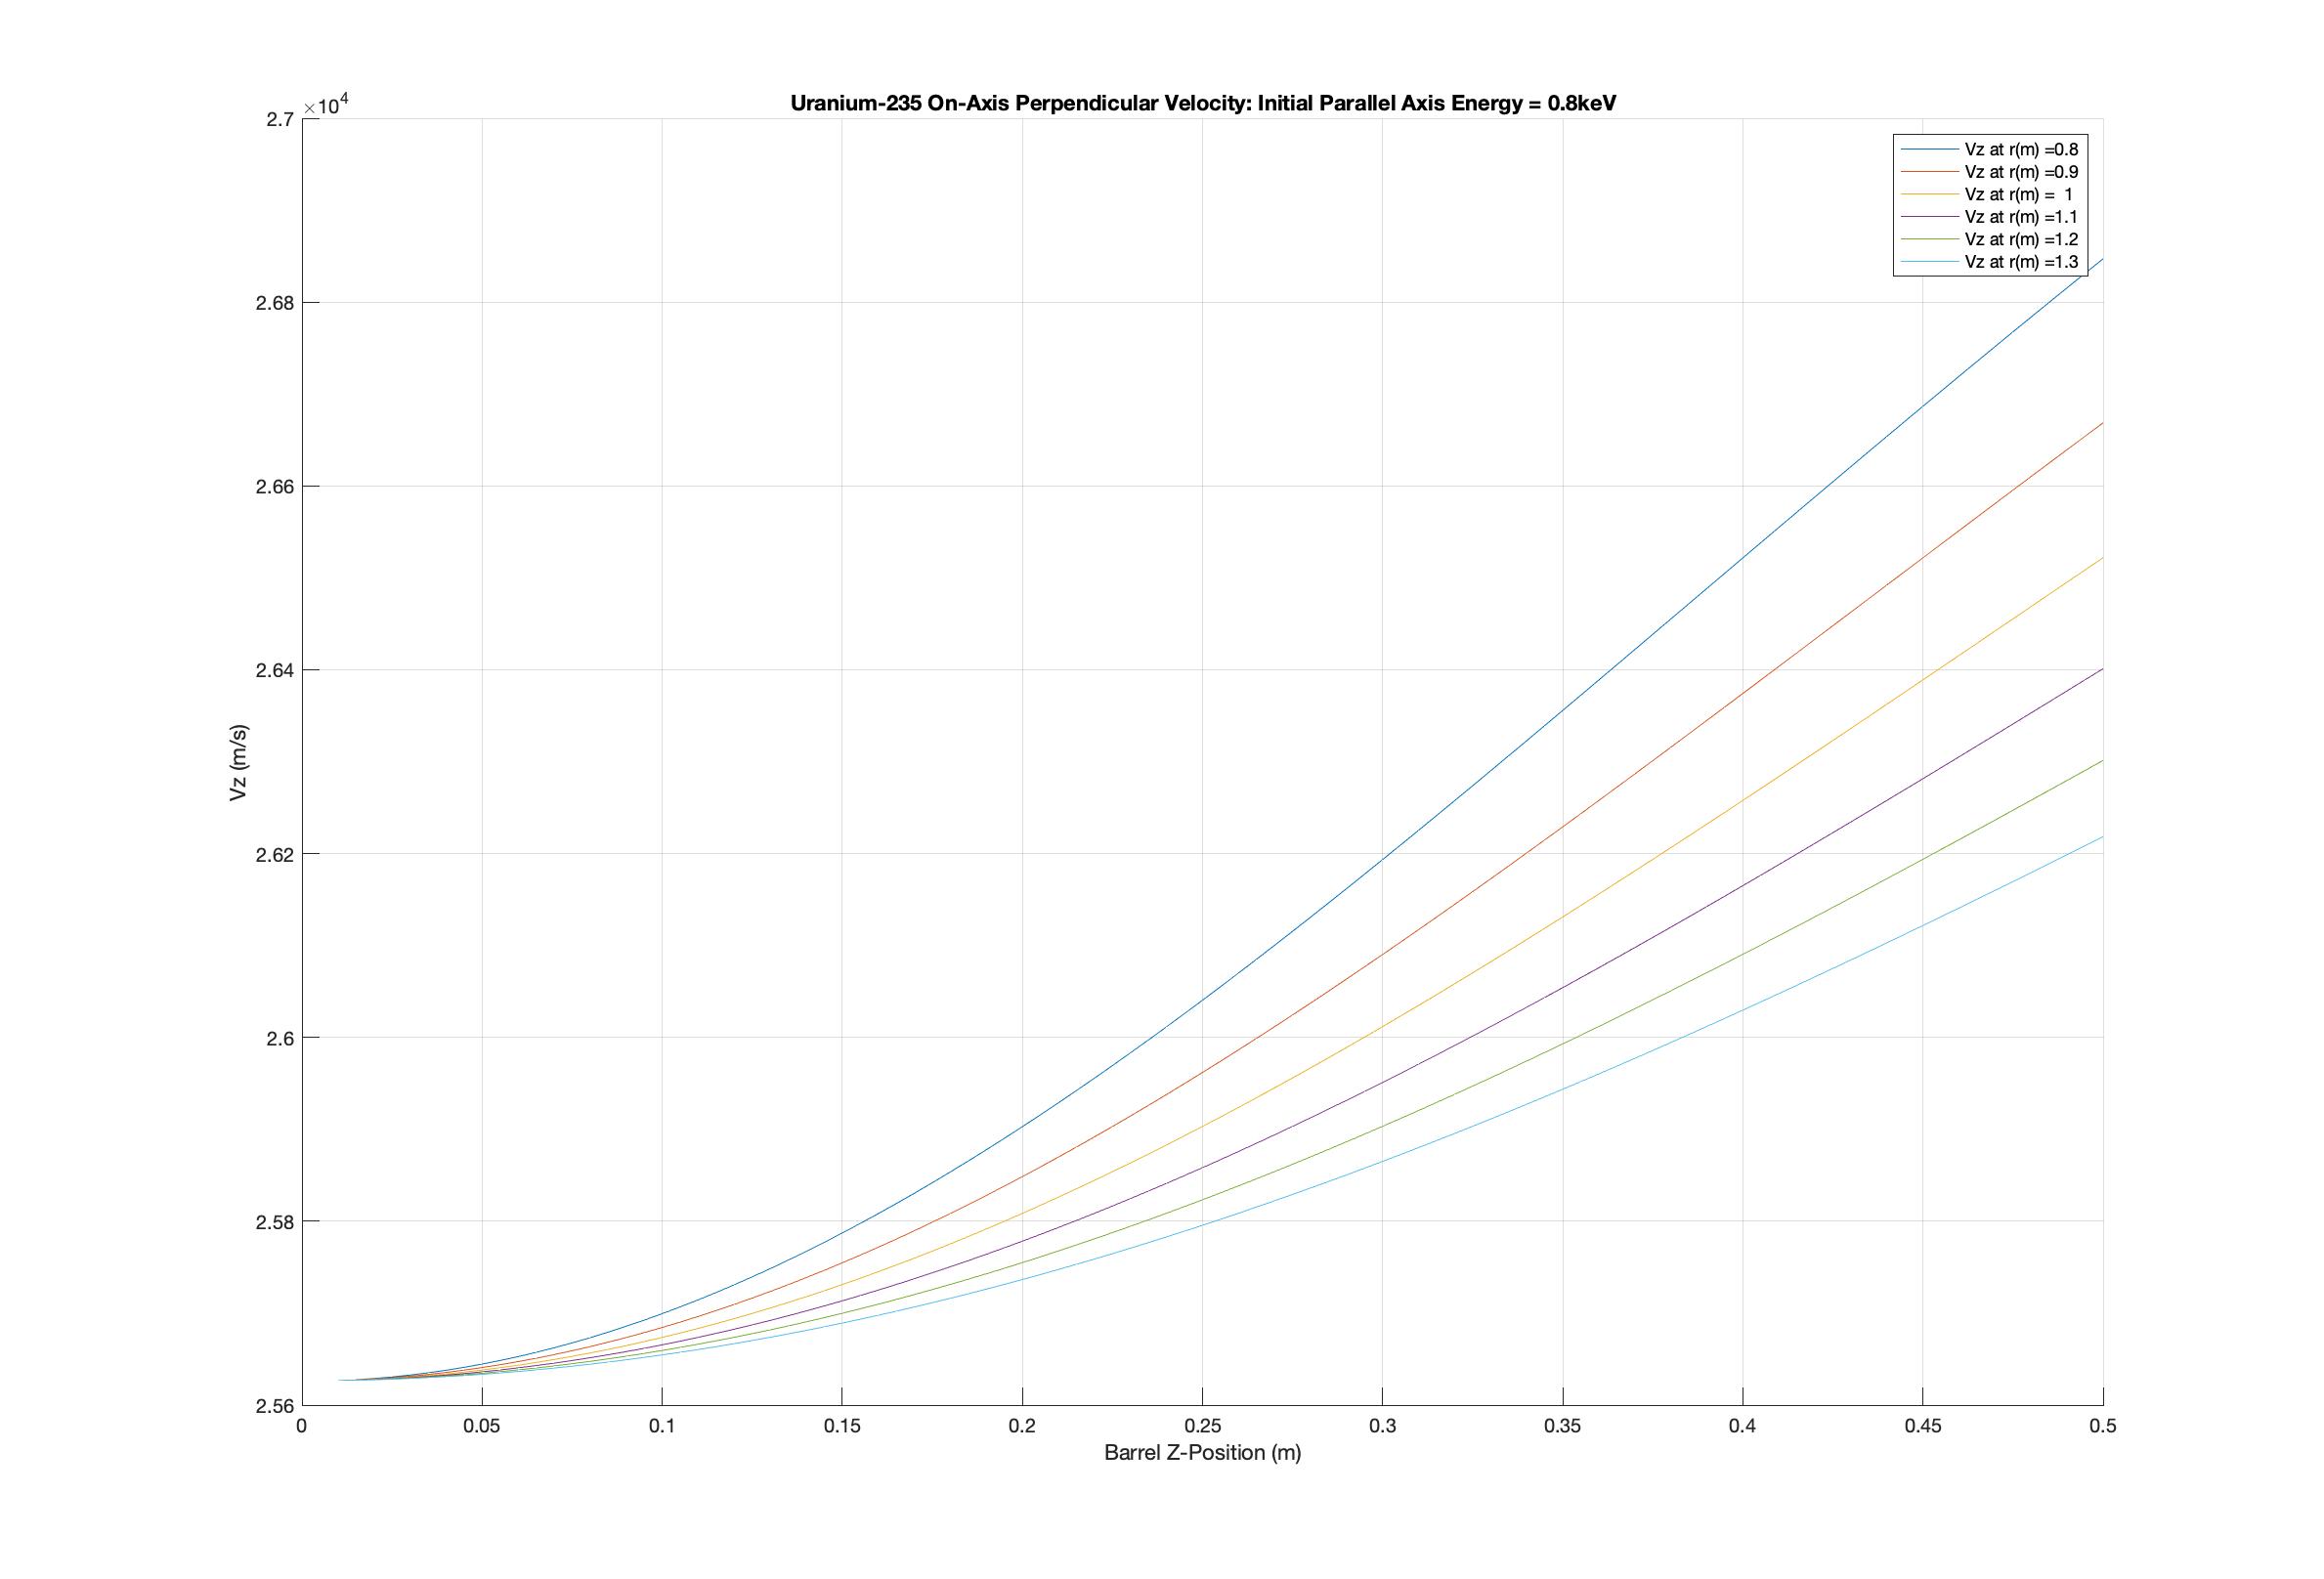 Uranium-235 On-Axis Perpendicular Velocity: Initial Parallel Axis Energy = 0.8keV
×10⁴
2.7
2.68
2.66
2.64
2.62
2.6
2.58
2.56
Vz (m/s)
Vz at r(m) =0.8
Vz at r(m) =0.9
Vz at r(m) =  1
Vz at r(m) =1.1
Vz at r(m) =1.2
Vz at r(m) =1.3
0 0.05 0.1 0.15 0.2 0.25 0.3 0.35 0.4 0.45 0.5
Barrel Z-Position (m)